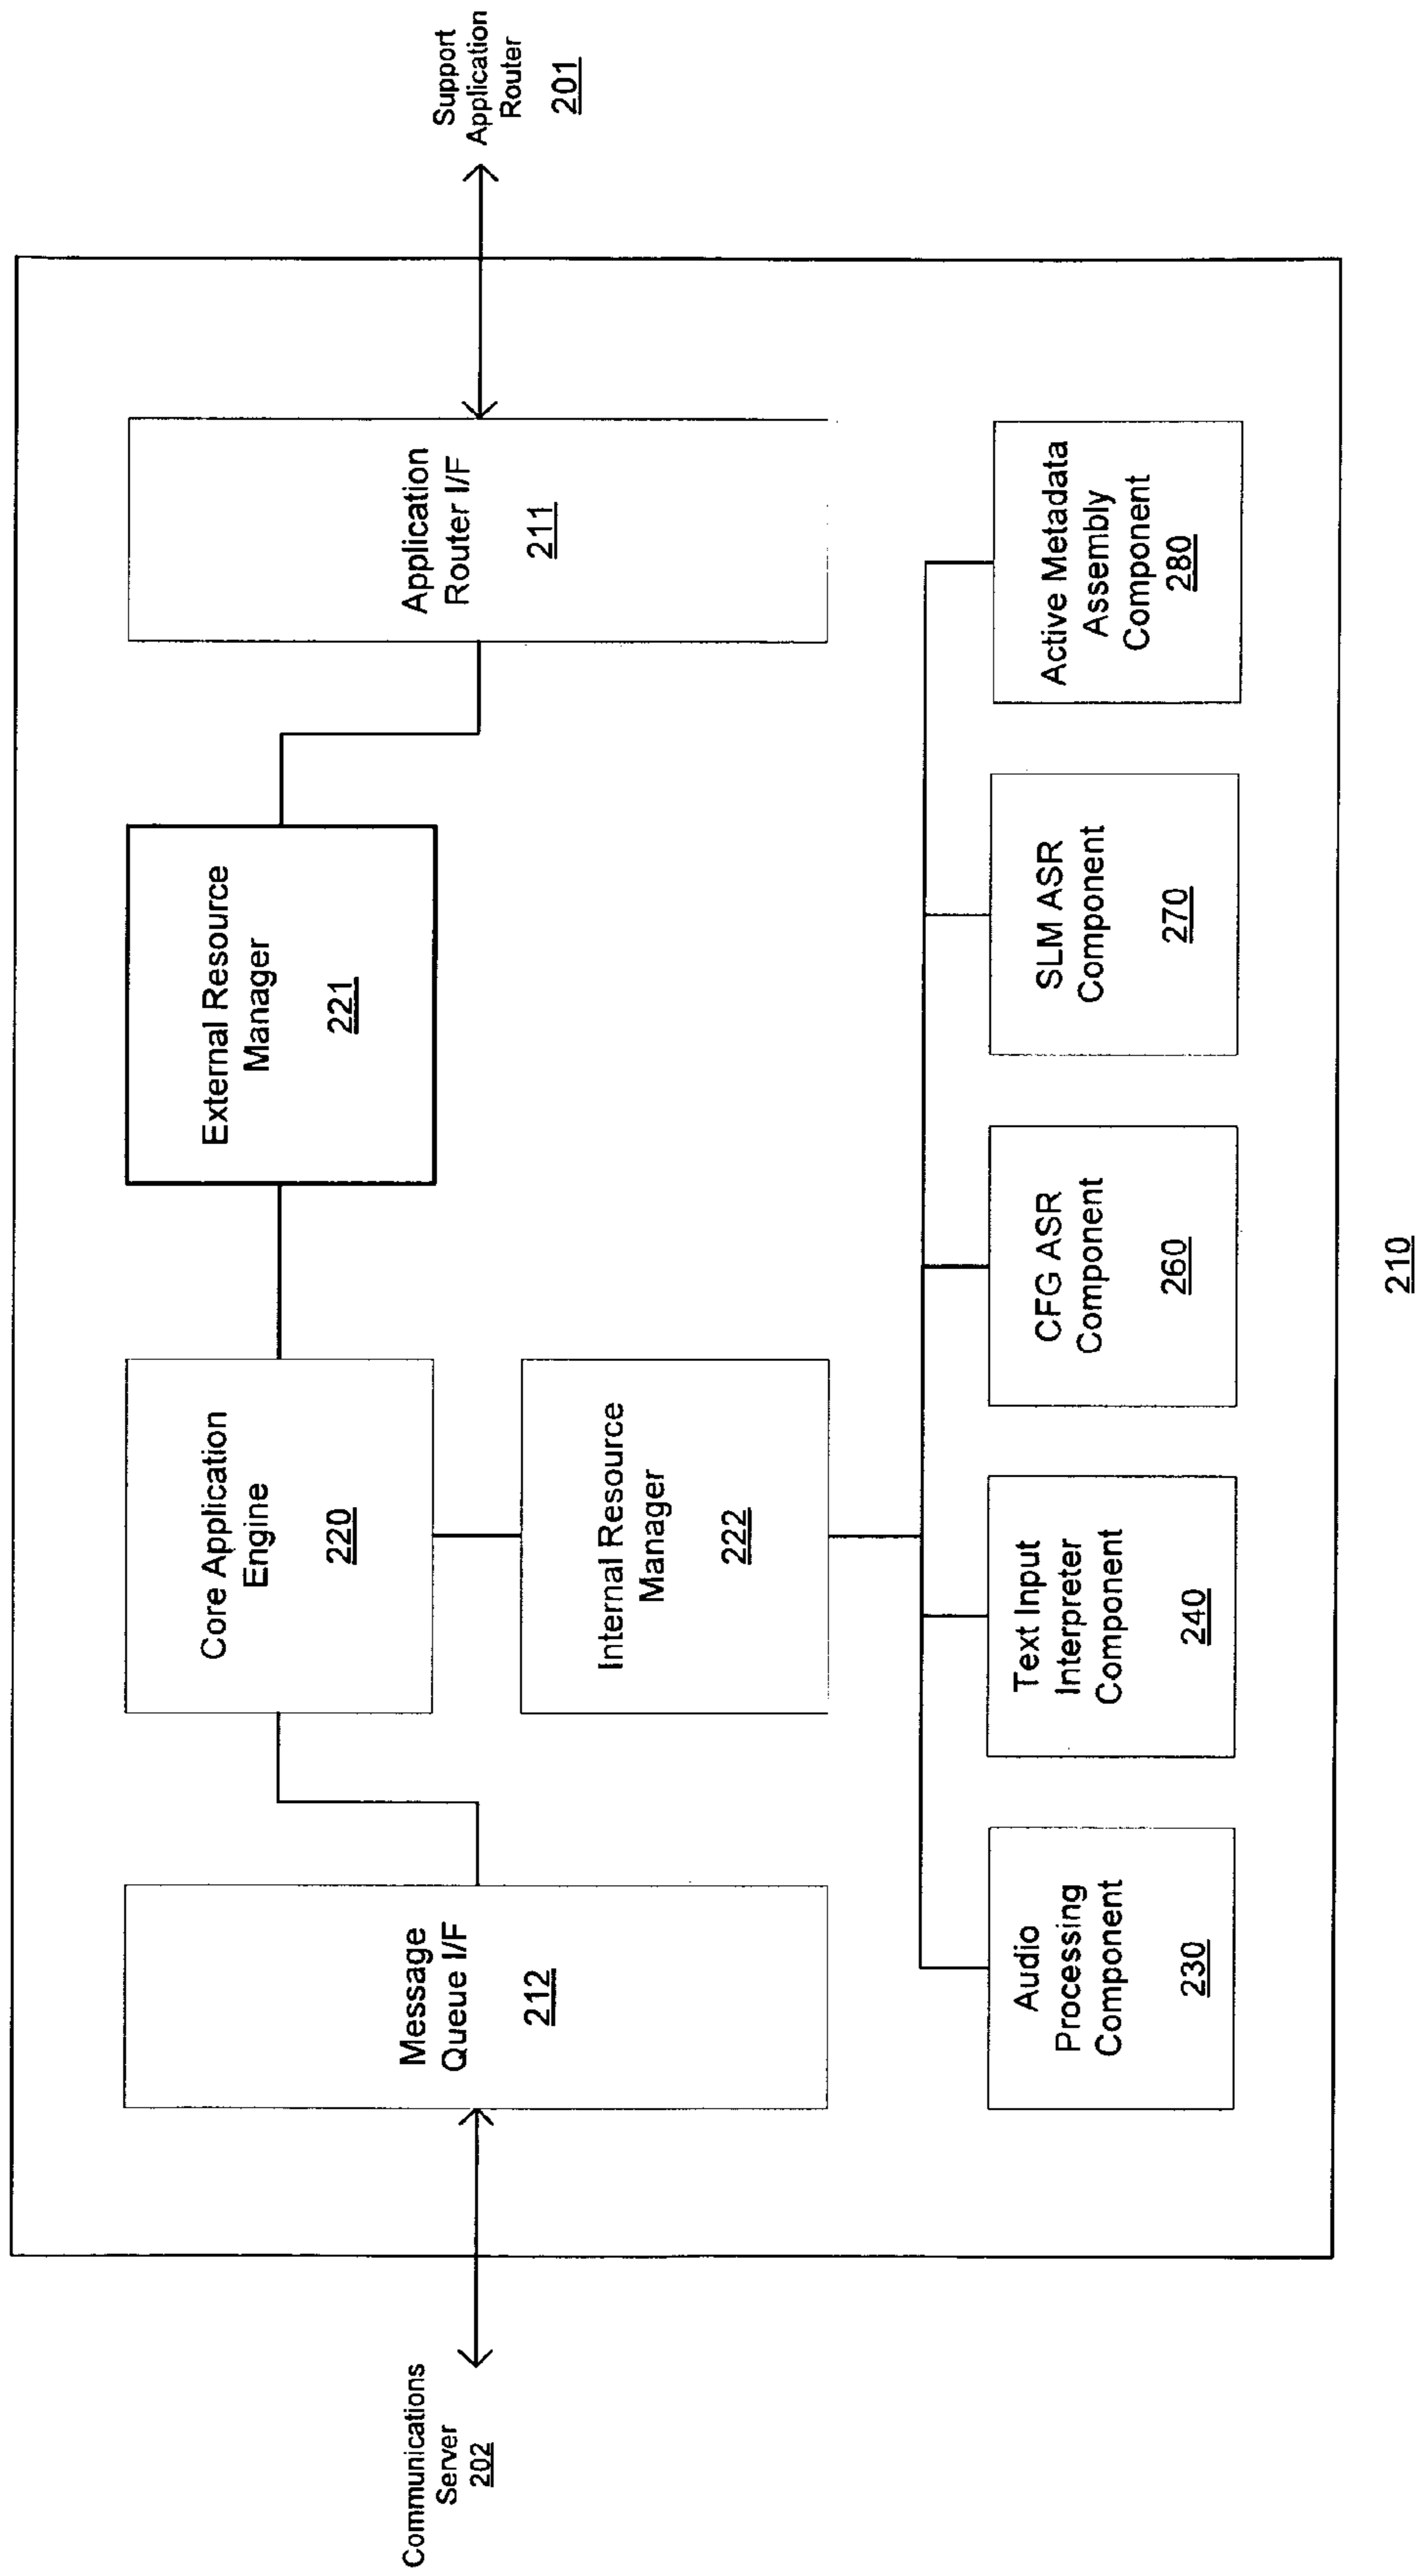 Communications
Server
202
Message
Queue I/F
212
Core Application
Engine
220
External Resource
Manager
221
Application
Router I/F
211
Support
Application
Router
201
Internal Resource
Manager
222
Audio
Processing
Component
230
Text Input
Interpreter
Component
240
CFG ASR
Component
260
SLM ASR
Component
270
Active Metadata
Assembly
Component
280
210